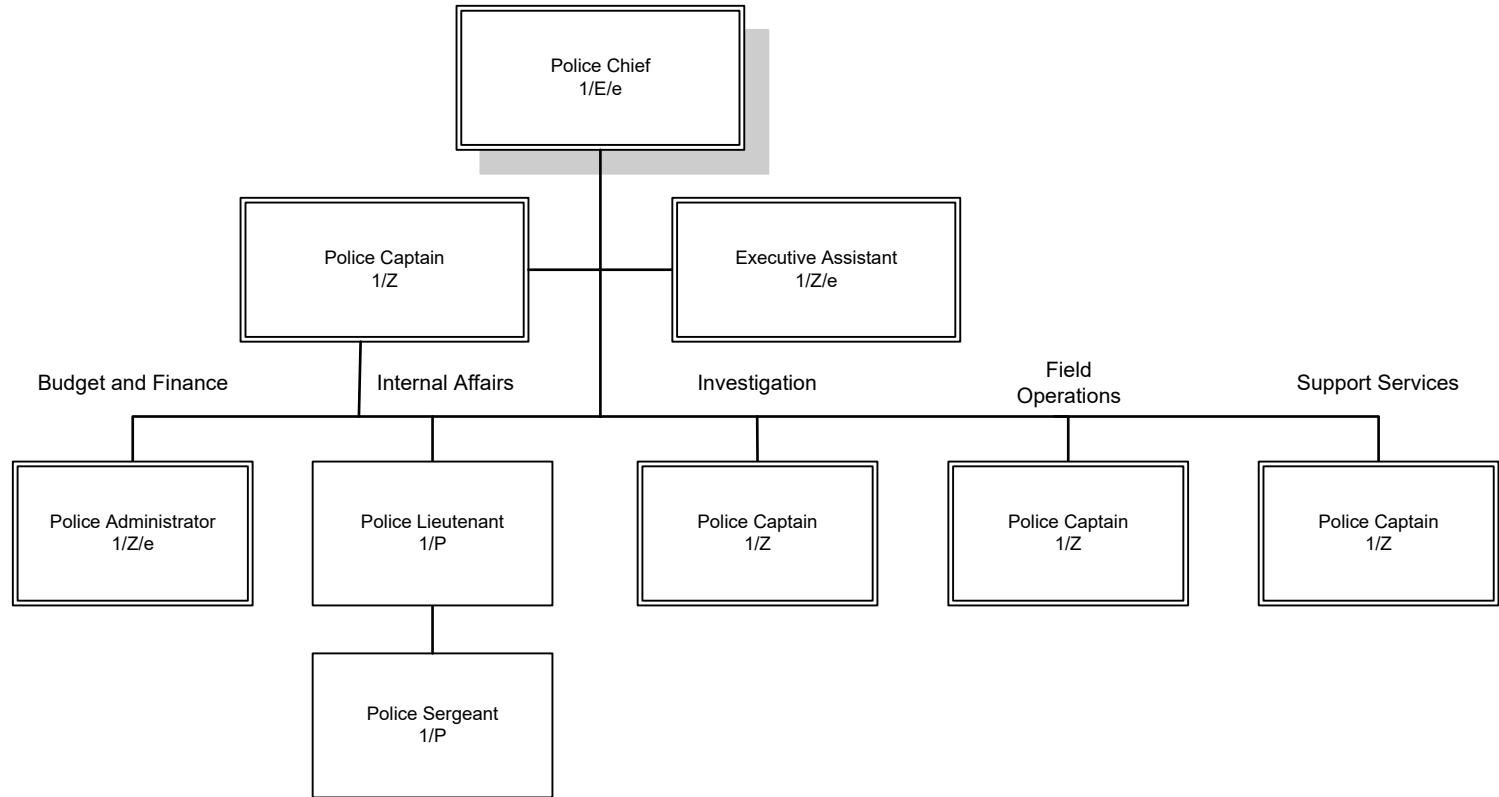 Police Chief
1/E/e
Police Captain
1/Z
Executive Assistant
1/Z/e
Budget and Finance
Internal Affairs
Investigation
Field
Operations
Support Services
Police Administrator
1/Z/e
Police Lieutenant
1/P
Police Captain
1/Z
Police Captain
1/Z
Police Captain
1/Z
Police Sergeant
1/P